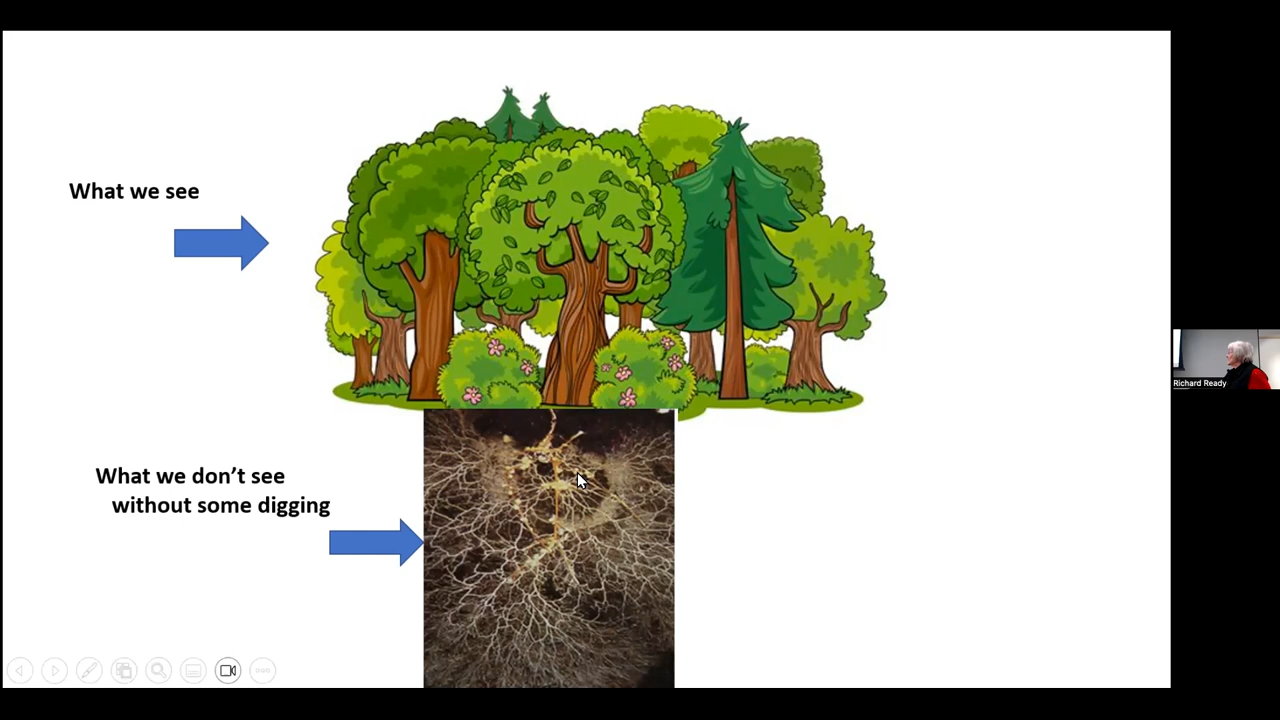 What we see
What we don’t see
without some digging
Richard Ready